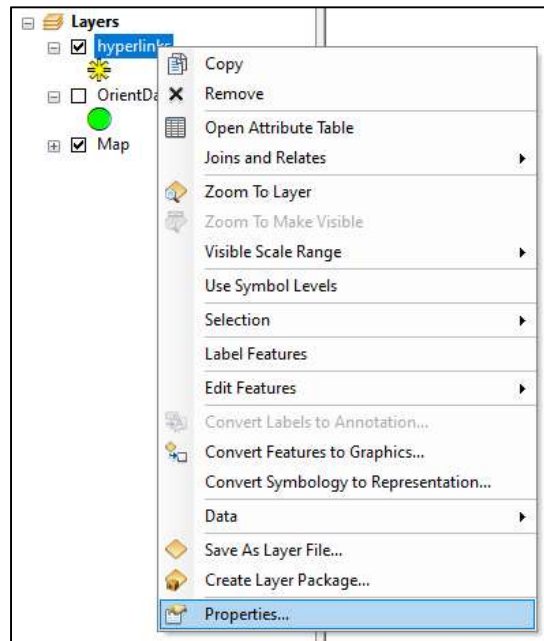 Layers
hyperlinks
OrientDa
Map
Copy
Remove
Open Attribute Table
Joins and Relates
Zoom To Layer
Zoom To Make Visible
Visible Scale Range
Use Symbol Levels
Selection
Label Features
Edit Features
Convert Labels to Annotation...
Convert Features to Graphics...
Convert Symbology to Representation...
Data
Save As Layer File...
Create Layer Package...
Properties...